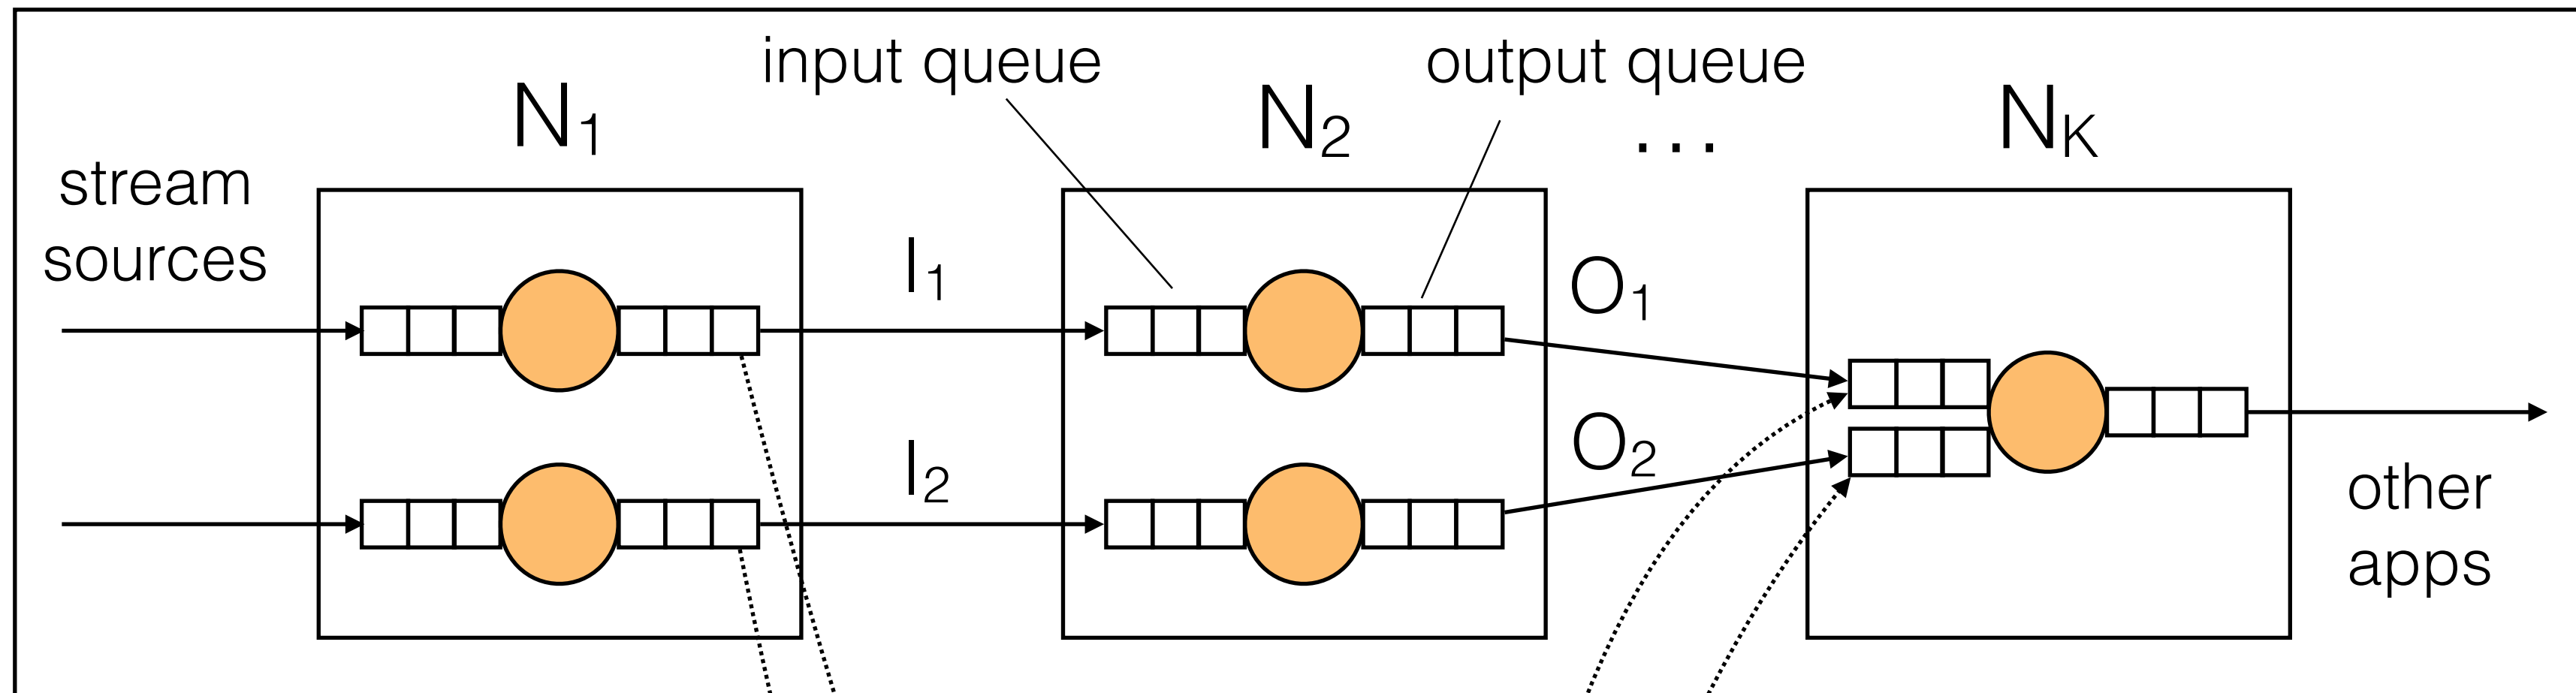 input queue
output queue
N1
N2
...
NK
stream
sources
I1
O1
I2
O2
other
apps